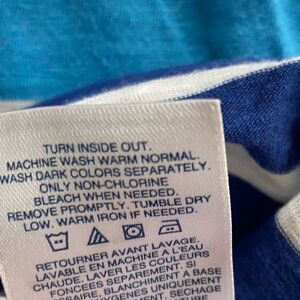 TURN INSIDE OUT.
MACHINE WASH WARM NORMAL.
WASH DARK COLORS SEPARATELY.
ONLY NON-CHLORINE
BLEACH WHEN NEEDED.
REMOVE PROMPTLY. TUMBLE DRY
LOW. WARM IRON IF NEEDED.
RETOURNER AVANT LAVAGE.
LAVABLE EN MACHINE A L'EAU
CHAUDE. LAVER LES COULEURS
FONCEES SEPAREMENT. SI
BLANCHIMENT A BASE